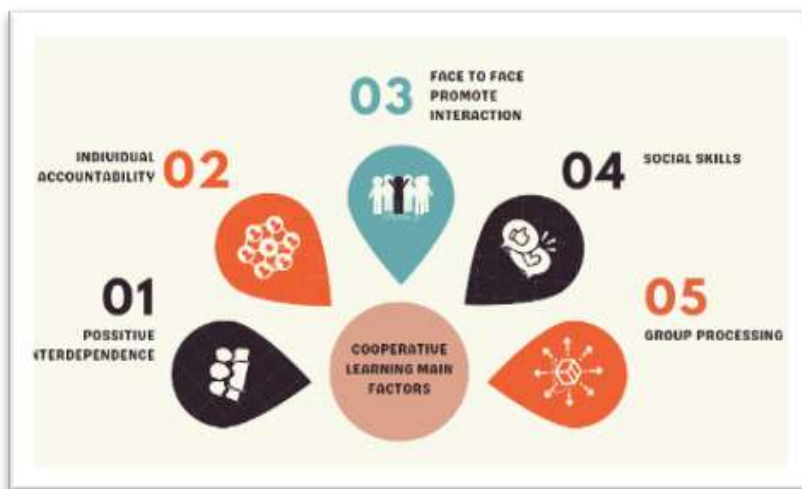 01
POSSITIVE
NTERDEPENDENCE
02
INDIVIDUAL
ACCOUNTABILITY
03
FACE TO FACE
PROMOTE
INTERACTION
04
SOCIAL SKILLS
05
GROUP PROCESSING
COOPERATIVE
LEARNING MAIN
FACTORS